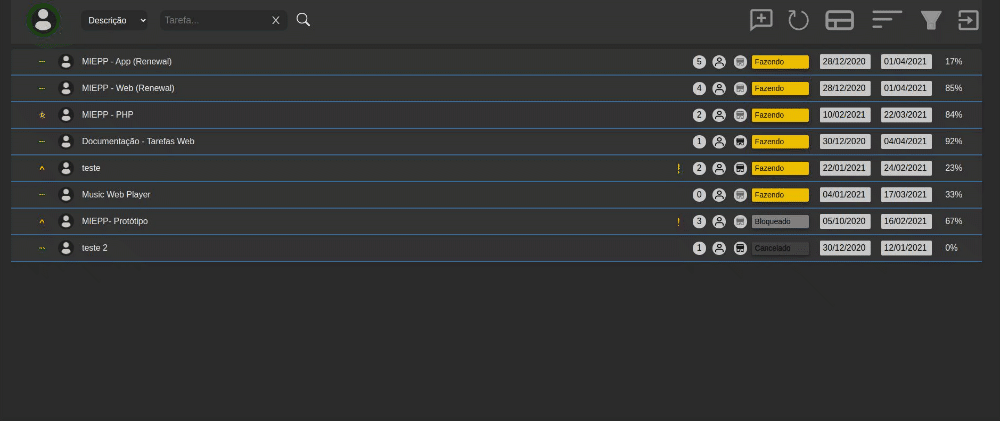 Descrição Tarefa... X
MIEPP - App (Renewal) 5 Fazendo 28/12/2020 01/04/2021 17%
MIEPP - Web (Renewal) 4 Fazendo 28/12/2020 01/04/2021 85%
MIEPP - PHP 2 Fazendo 10/02/2021 22/03/2021 84%
Documentação - Tarefas Web 1 Fazendo 30/12/2020 04/04/2021 92%
teste ! 2 Fazendo 22/01/2021 24/02/2021 23%
Music Web Player 0 Fazendo 04/01/2021 17/03/2021 33%
MIEPP- Protótipo ! 3 Bloqueado 05/10/2020 16/02/2021 67%
teste 2 1 Cancelado 30/12/2020 12/01/2021 0%